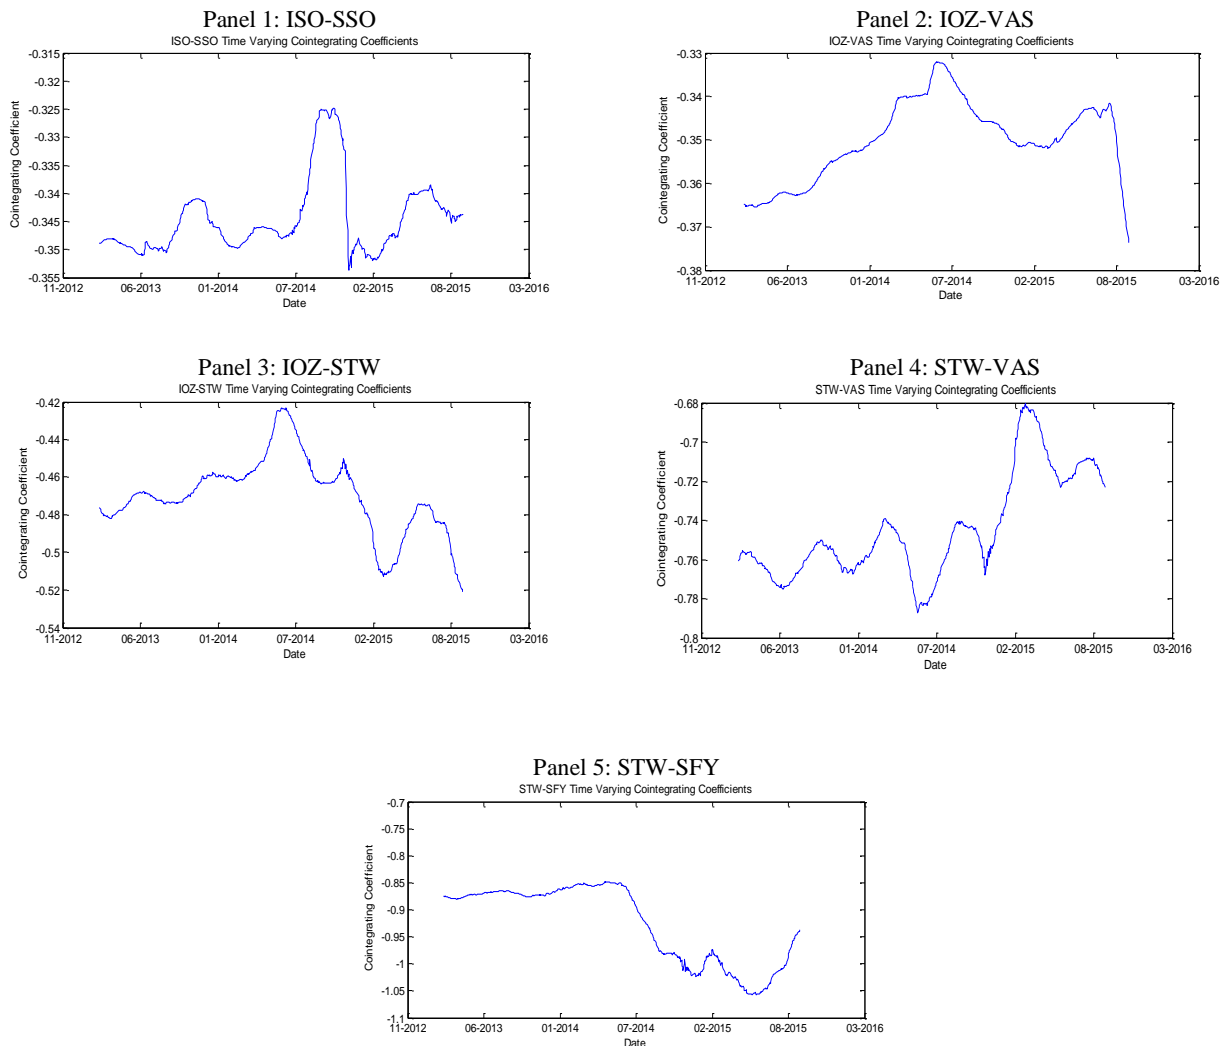 Panel 1: ISO-SSO
ISO-SSO Time Varying Cointegrating Coefficients
-0.315
-0.32
-0.325
-0.33
-0.335
-0.34
-0.345
-0.35
-0.355
Cointegrating Coefficient
11-2012 06-2013 01-2014 07-2014 02-2015 08-2015 03-2016
Date
Panel 2: IOZ-VAS
IOZ-VAS Time Varying Cointegrating Coefficients
-0.33
-0.34
-0.35
-0.36
-0.37
-0.38
Cointegrating Coefficient
11-2012 06-2013 01-2014 07-2014 02-2015 08-2015 03-2016
Date
Panel 3: IOZ-STW
IOZ-STW Time Varying Cointegrating Coefficients
-0.42
-0.44
-0.46
-0.48
-0.5
-0.52
-0.54
Cointegrating Coefficient
11-2012 06-2013 01-2014 07-2014 02-2015 08-2015 03-2016
Date
Panel 4: STW-VAS
STW-VAS Time Varying Cointegrating Coefficients
-0.68
-0.7
-0.72
-0.74
-0.76
-0.78
-0.8
Cointegrating Coefficient
11-2012 06-2013 01-2014 07-2014 02-2015 08-2015 03-2016
Date
Panel 5: STW-SFY
STW-SFY Time Varying Cointegrating Coefficients
-0.7
-0.75
-0.8
-0.85
-0.9
-0.95
-1
-1.05
-1.1
Cointegrating Coefficient
11-2012 06-2013 01-2014 07-2014 02-2015 08-2015 03-2016
Date